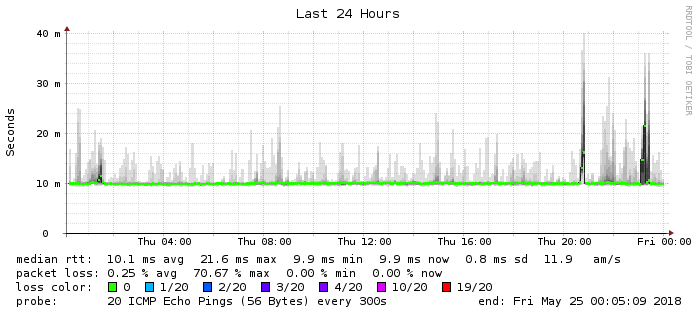 Last 24 Hours
RRDTOOL / TOBI OETIKER
Seconds
40 m
30 m
20 m
10 m
0
Thu 04:00 Thu 08:00 Thu 12:00 Thu 16:00 Thu 20:00 Fri 00:00
median rtt: 10.1 ms avg 21.6 ms max 9.9 ms min 9.9 ms now 0.8 ms sd 11.9 am/s
packet loss: 0.25 % avg 70.67 % max 0.00 % min 0.00 % now
loss color: 0 1/20 2/20 3/20 4/20 10/20 19/20
probe: 20 ICMP Echo Pings (56 Bytes) every 300s end: Fri May 25 00:05:09 2018